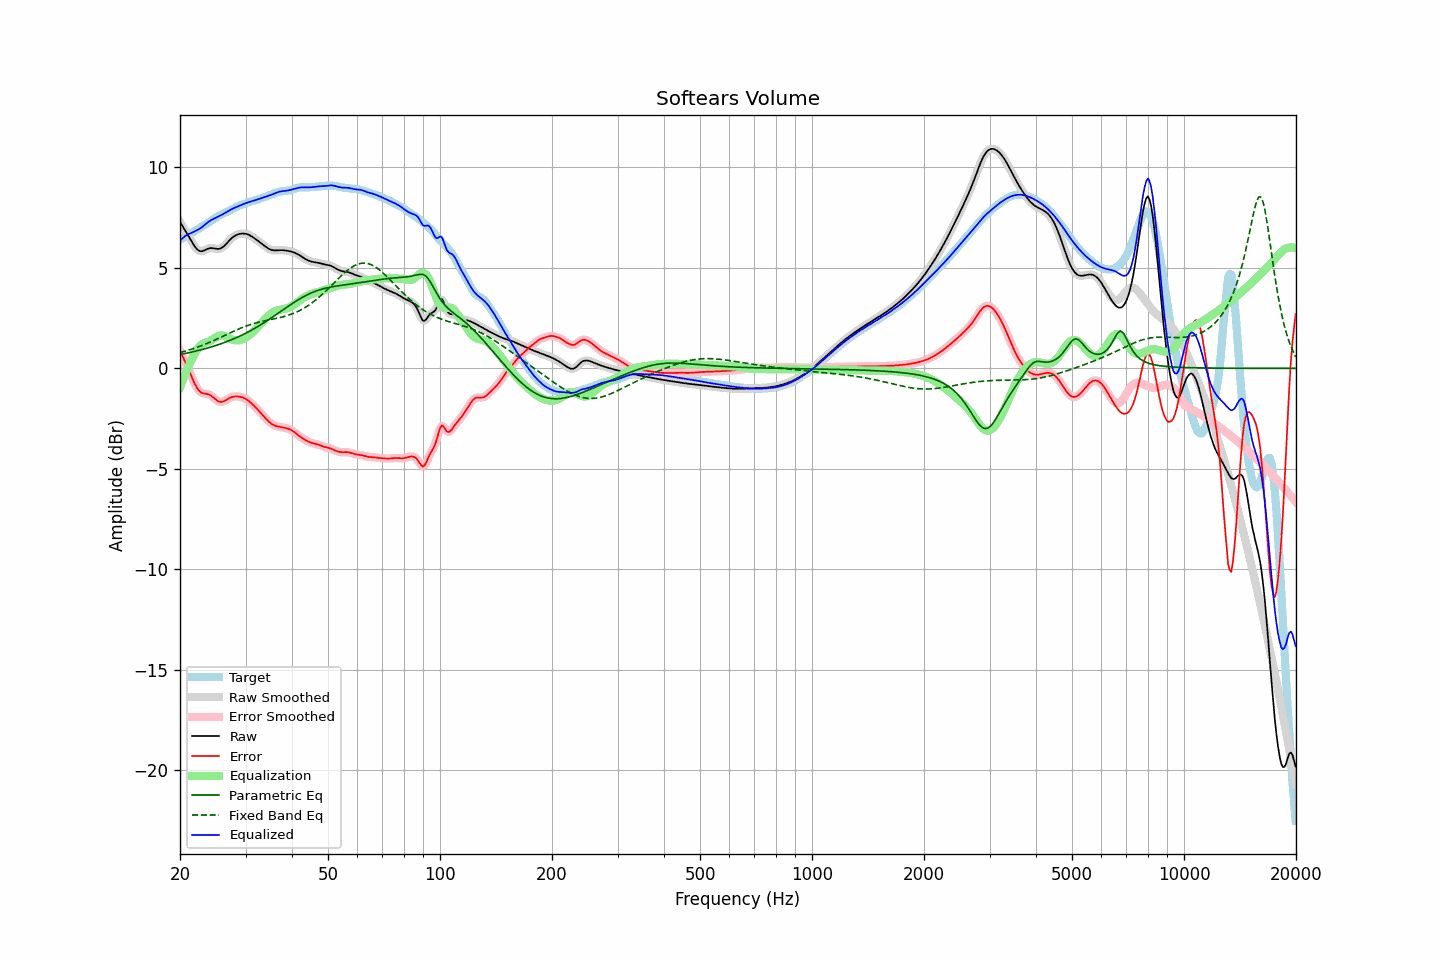 Softears Volume
Amplitude (dBr)
10
5
0
−5
−10
−15
−20
Target
Raw Smoothed
Error Smoothed
Raw
Error
Equalization
Parametric Eq
Fixed Band Eq
Equalized
20 50 100 200 500 1000 2000 5000 10000 20000
Frequency (Hz)